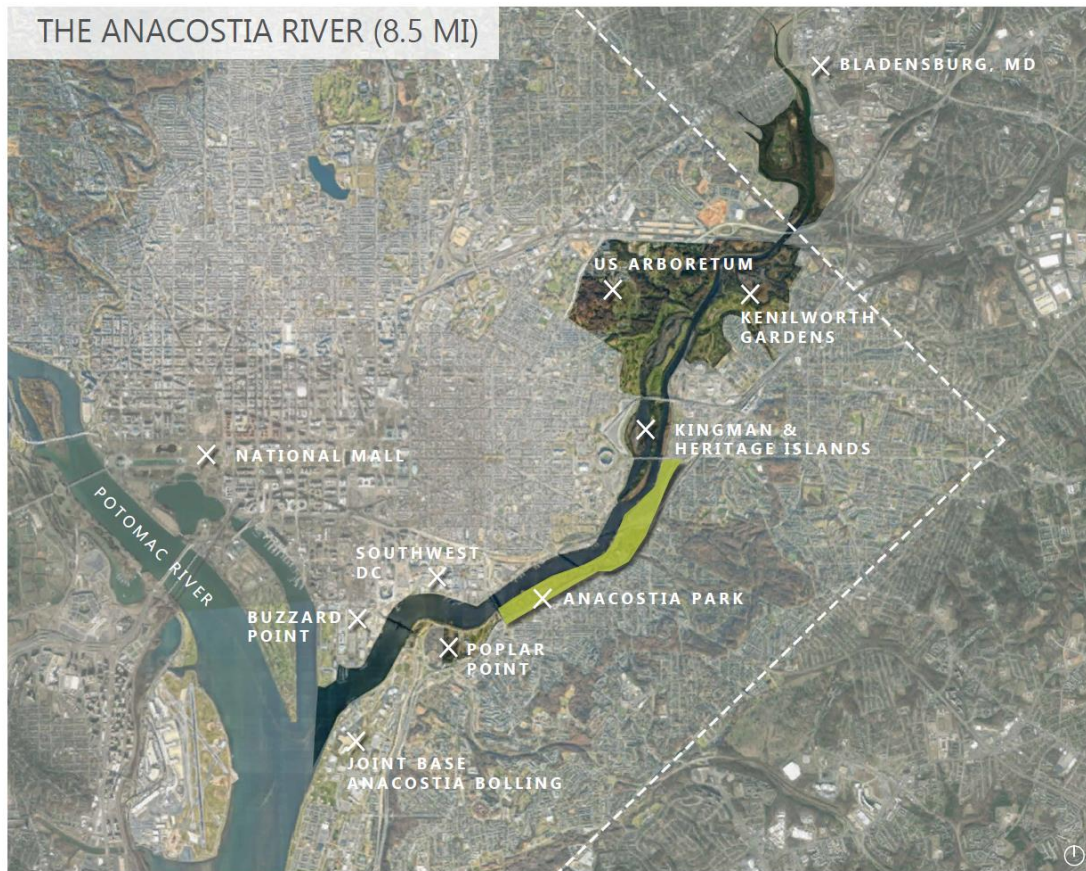 THE ANACOSTIA RIVER (8.5 MI)
BLADENSBURG, MD
US ARBORETUM
KENILWORTH
GARDENS
KINGMAN &
HERITAGE ISLANDS
NATIONAL MALL
POTOMAC RIVER
SOUTHWEST
DC
ANACOSTIA PARK
BUZZARD
POINT
POPLAR
POINT
JOINT BASE
ANACOSTIA BOLLING